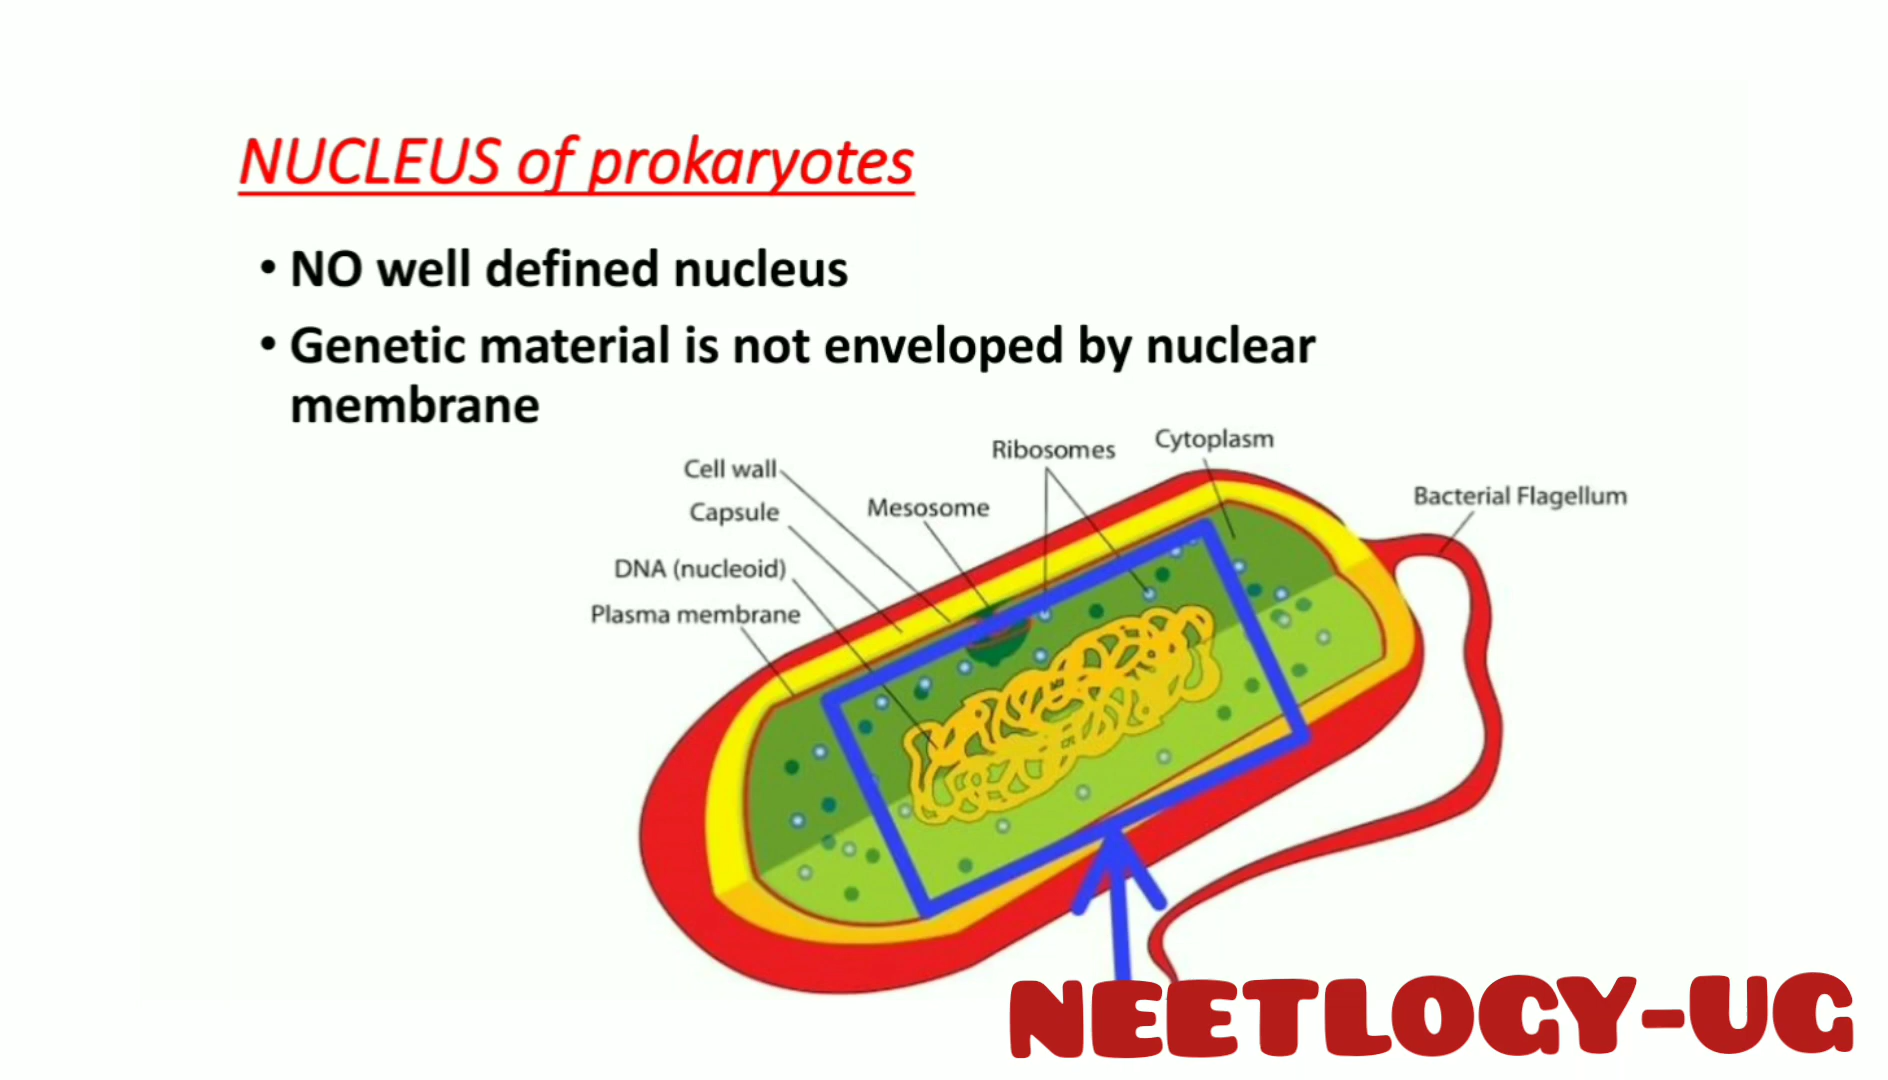 NUCLEUS of prokaryotes
• NO well defined nucleus
• Genetic material is not enveloped by nuclear
membrane
Cytoplasm
Ribosomes
Cell wall
Bacterial Flagellum
Mesosome
Capsule
DNA (nucleoid)
Plasma membrane
NEETLOGY-UG